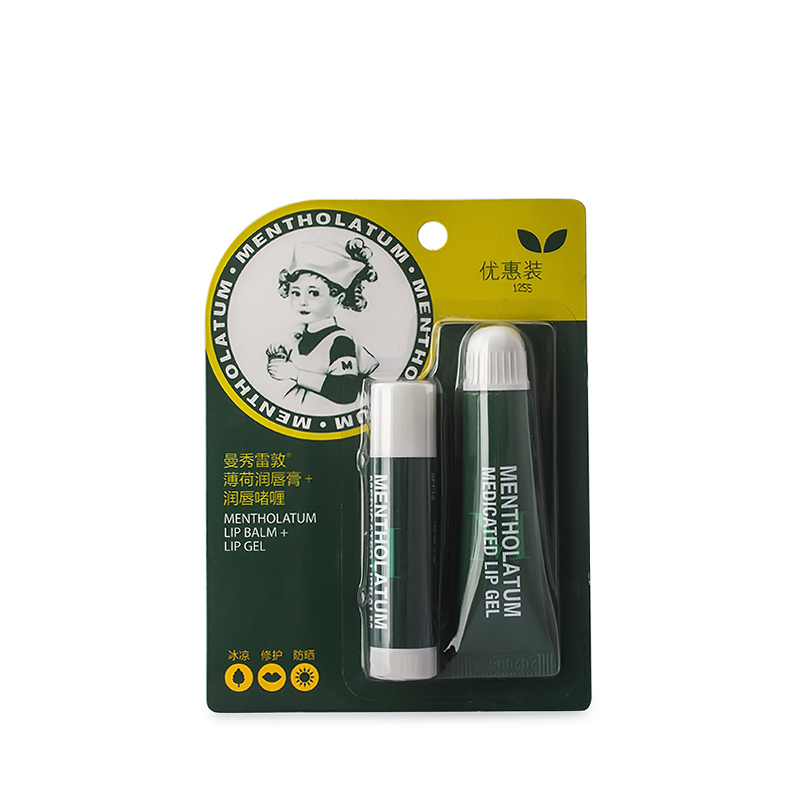 MENTHOLATUM • MENTHOLATUM • MENTHOLATUM • MENTHOLATUM •
M
优惠装
1255
曼秀雷敦®
薄荷润唇膏+
润唇啫喱
MENTHOLATUM
LIP BALM +
LIP GEL
冰凉 修护 防晒
MENTHOLATUM
MENTHOLATUM
MEDICATED LIP GEL